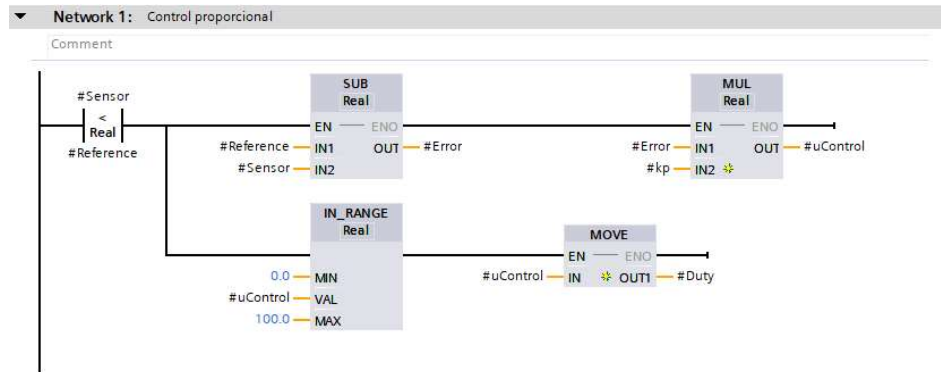 Network 1: Control proporcional
Comment
#Sensor
<
Real
#Reference
SUB
Real
EN ENO
#Reference IN1 OUT #Error
#Sensor IN2
MUL
Real
EN ENO
#Error IN1 OUT #uControl
#kp IN2
IN_RANGE
Real
0.0 MIN
#uControl VAL
100.0 MAX
MOVE
EN ENO
#uControl IN OUT1 #Duty